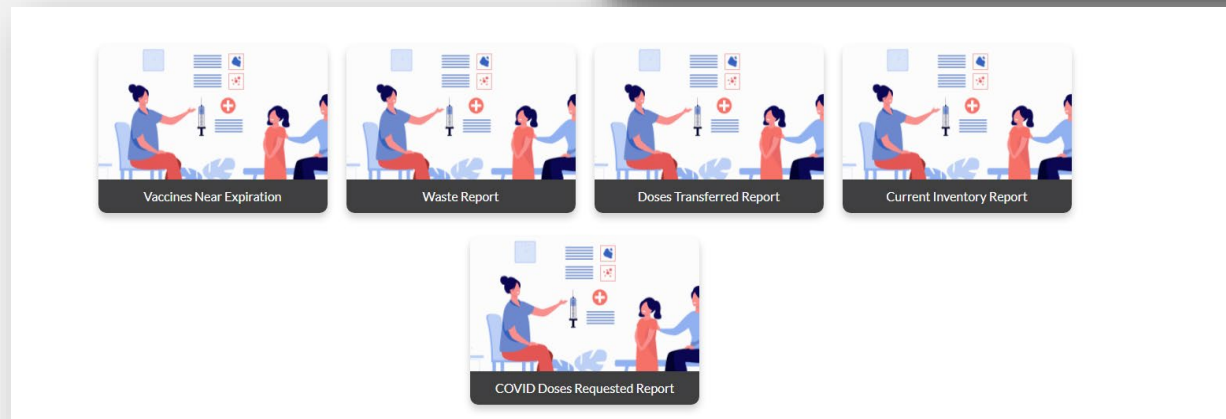 Vaccines Near Expiration
Waste Report
Doses Transferred Report
Current Inventory Report
COVID Doses Requested Report